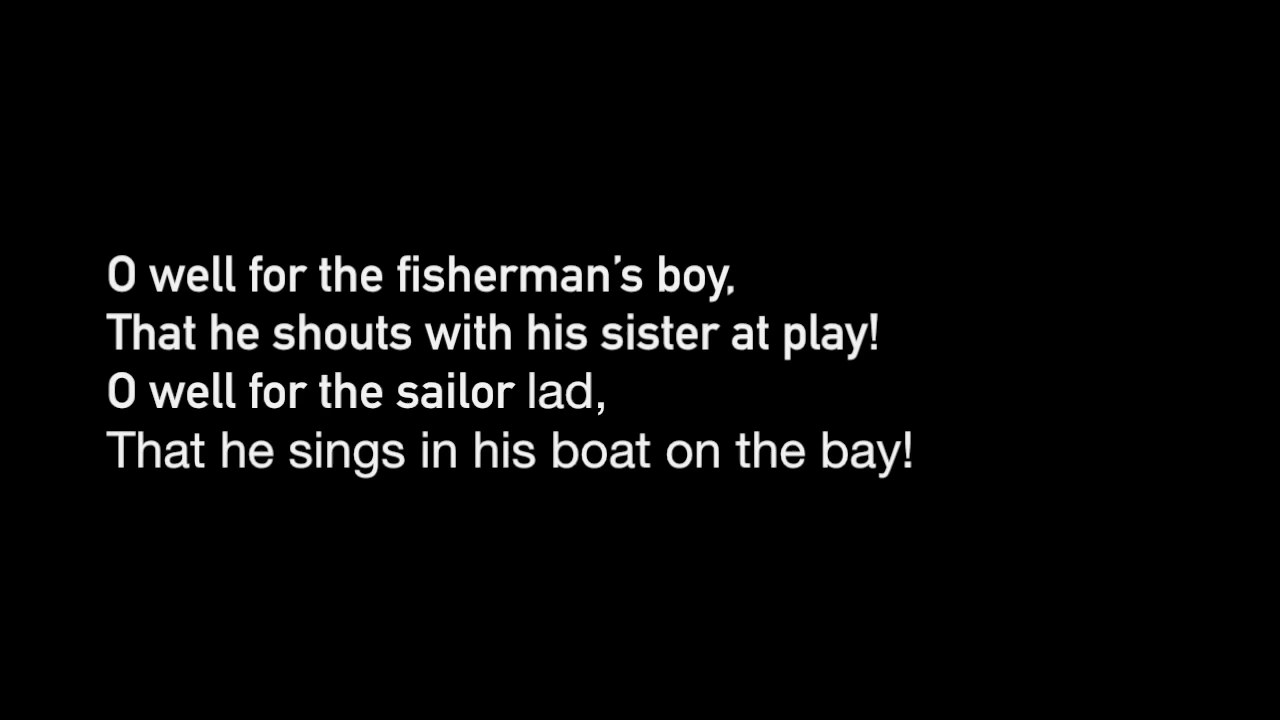 O well for the fisherman’s boy,
That he shouts with his sister at play!
O well for the sailor lad,
That he sings in his boat on the bay!